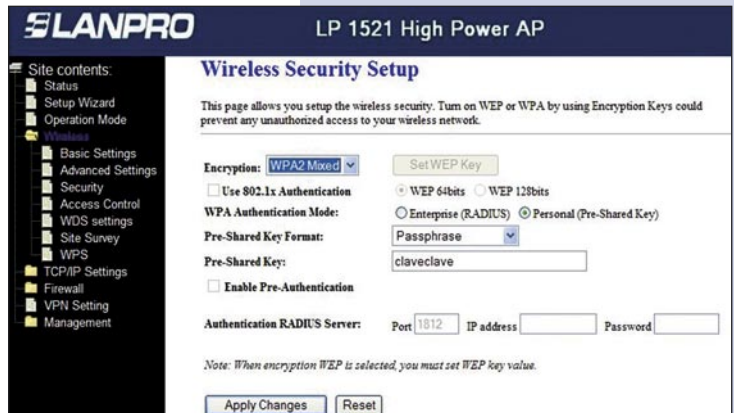 LANPRO
LP 1521 High Power AP
Site contents:
Status
Setup Wizard
Operation Mode
Wireless
Basic Settings
Advanced Settings
Security
Access Control
WDS settings
Site Survey
WPS
TCP/IP Settings
Firewall
VPN Setting
Management
Wireless Security Setup
This page allows you setup the wireless security. Turn on WEP or WPA by using Encryption Keys could
prevent any unauthorized access to your wireless network.
Encryption: WPA2 Mixed Set WEP Key
Use 802.1x Authentication WEP 64bits WEP 128bits
WPA Authentication Mode: Enterprise (RADIUS) Personal (Pre-Shared Key)
Pre-Shared Key Format: Passphrase
Pre-Shared Key: claveclave
Enable Pre-Authentication
Authentication RADIUS Server: Port 1812 IP address Password
Note: When encryption WEP is selected, you must set WEP key value.
Apply Changes Reset